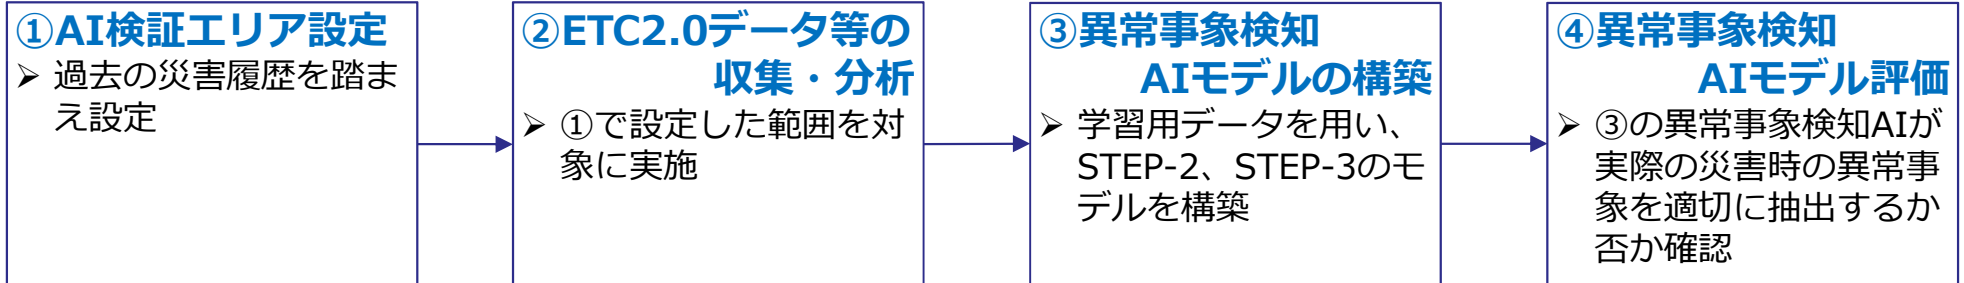 ①AI検証エリア設定
➢ 過去の災害履歴を踏ま
え設定
②ETC2.0データ等の
収集・分析
➢ ①で設定した範囲を対
象に実施
③異常事象検知
AIモデルの構築
➢ 学習用データを用い、
STEP-2、STEP-3のモ
デルを構築
④異常事象検知
AIモデル評価
➢ ③の異常事象検知AIが
実際の災害時の異常事
象を適切に抽出するか
否か確認